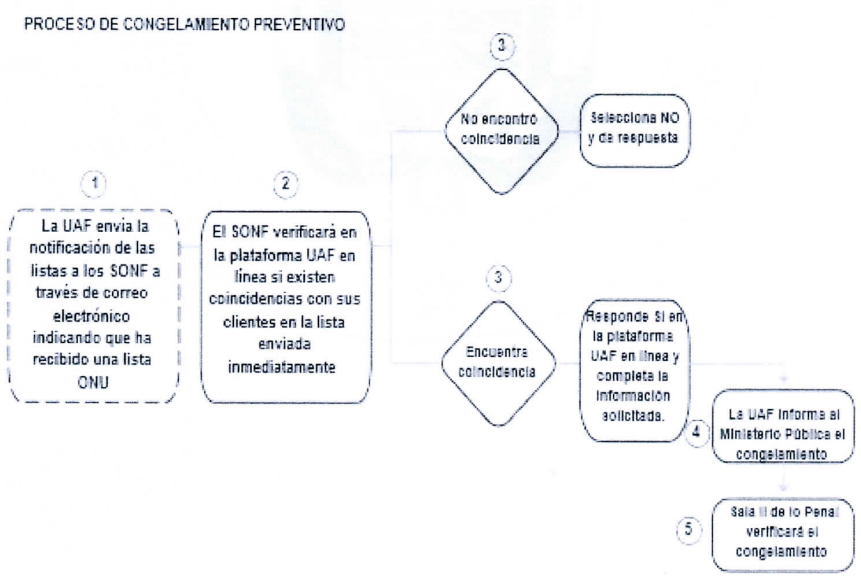 PROCESO DE CONGELAMIENTO PREVENTIVO
1
La UAF envia la
notificación de las
listas a los SONF a
través de correo
electrónico
indicando que ha
recibido una lista
ONU
2
El SONF verificará en
la plataforma UAF en
línea si existen
coincidencias con sus
clientes en la lista
enviada
inmediatamente
3
No encontró
coincidencia
Selecciona NO
y da respuesta
3
Encuentra
coincidencia
Responde SI en
la plataforma
UAF en línea y
completa la
información
solicitada.
4
La UAF informa al
Ministerio Pública el
congelamiento
5
Sala II de lo Penal
verificará el
congelamiento